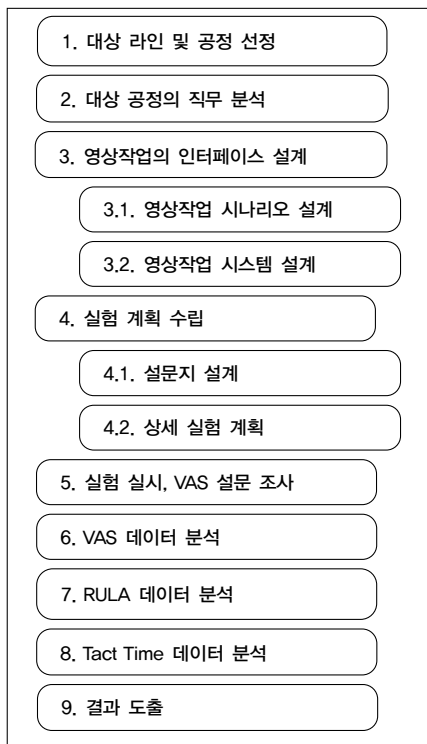 1. 대상 라인 및 공정 선정
2. 대상 공정의 직무 분석
3. 영상작업의 인터페이스 설계
3.1. 영상작업 시나리오 설계
3.2. 영상작업 시스템 설계
4. 실험 계획 수립
4.1. 설문지 설계
4.2. 상세 실험 계획
5. 실험 실시, VAS 설문 조사
6. VAS 데이터 분석
7. RULA 데이터 분석
8. Tact Time 데이터 분석
9. 결과 도출